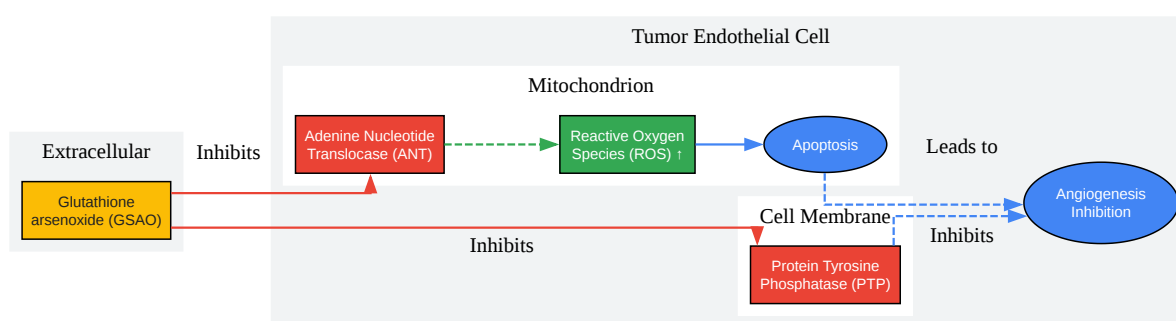 Tumor Endothelial Cell
Mitochondrion
Extracellular
Inhibits
Adenine Nucleotide
Translocase (ANT)
Reactive Oxygen
Species (ROS) ↑
Apoptosis
Leads to
Glutathione
arsenoxide (GSAO)
Angiogenesis
Inhibition
Cell Membrane
Inhibits
Inhibits
Protein Tyrosine
Phosphatase (PTP)